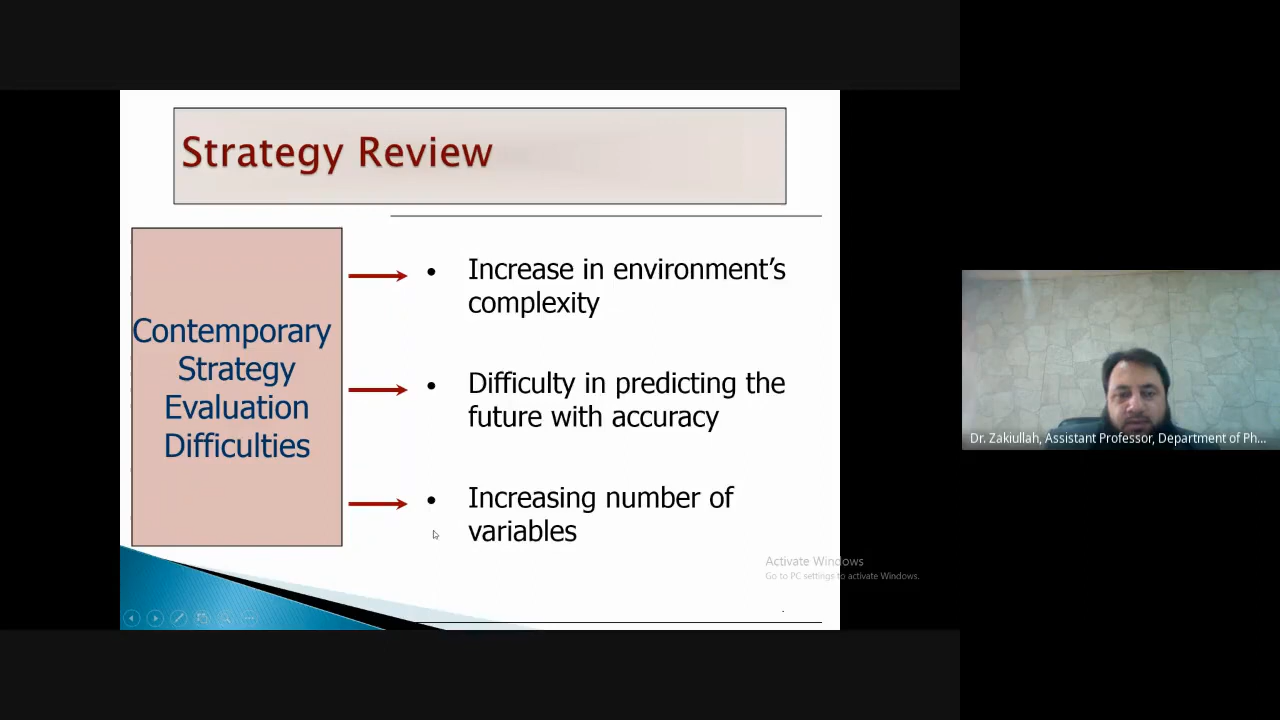 Strategy Review
Contemporary
Strategy
Evaluation
Difficulties
• Increase in environment's
complexity
• Difficulty in predicting the
future with accuracy
• Increasing number of
variables
Activate Windows
Go to PC settings to activate Windows.
Dr. Zakiullah, Assistant Professor, Department of Ph...